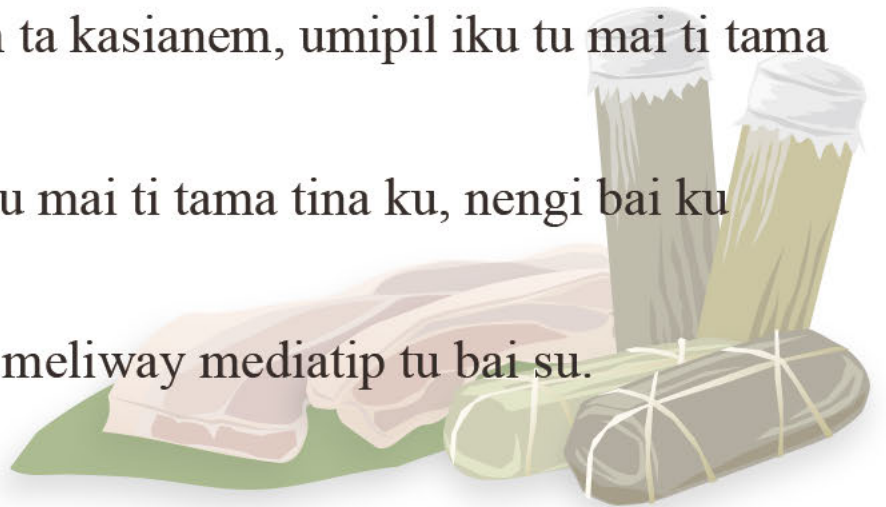 ta kasianem, umipil iku tu mai ti tama
mai ti tama tina ku, nengi bai ku
meliway mediatip tu bai su.